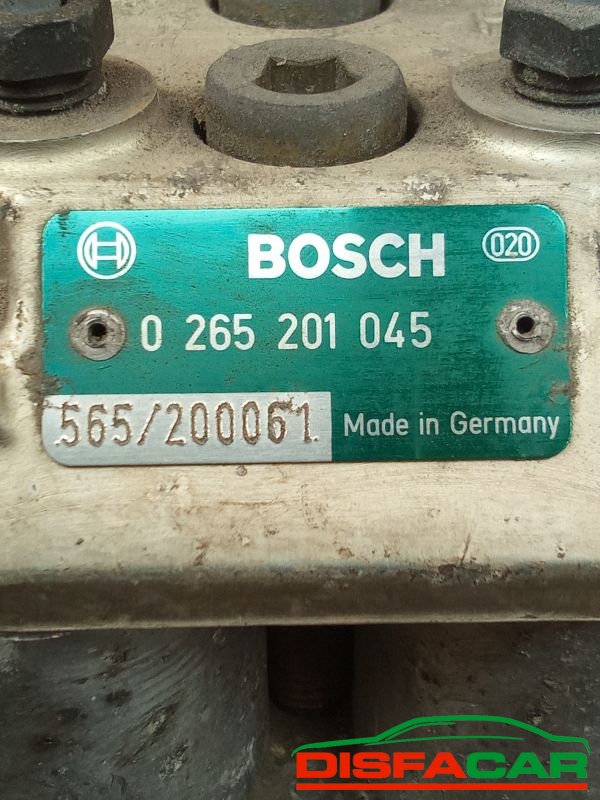 BOSCH 020
0 265 201 045
565/200061 Made in Germany
DISFACAR